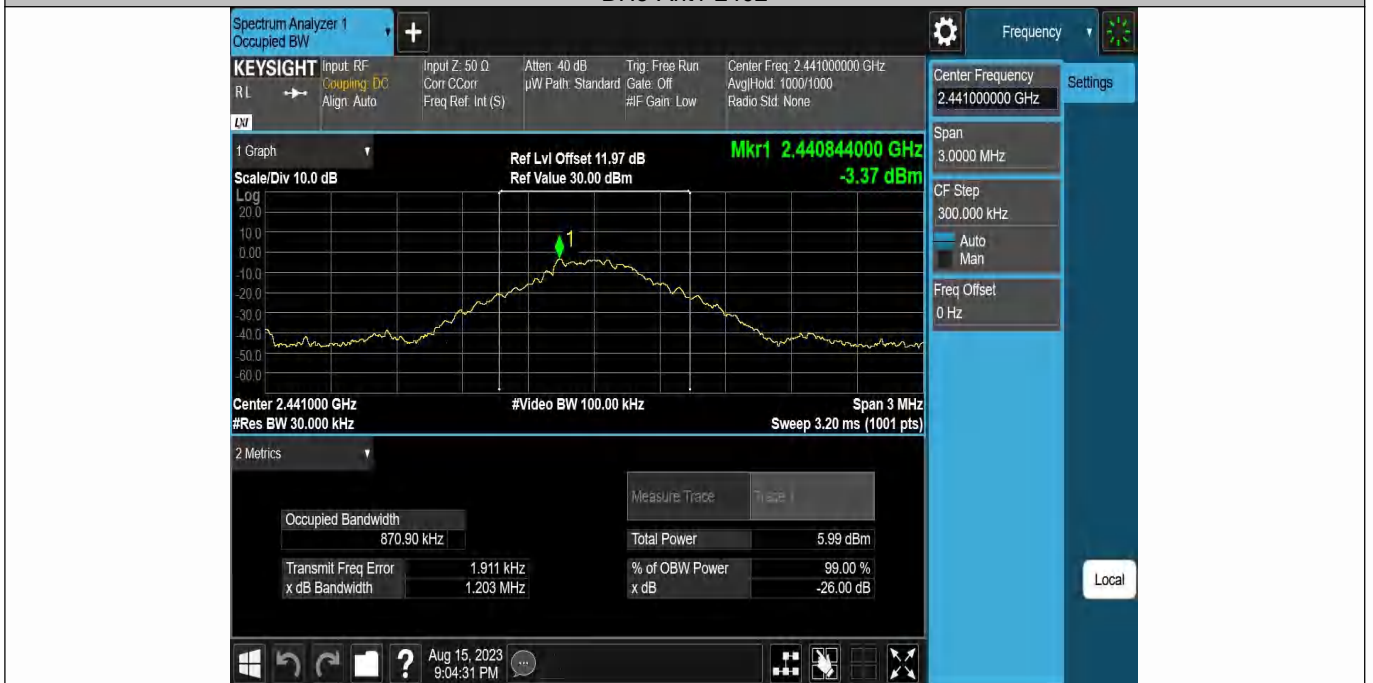 Spectrum Analyzer 1
Occupied BW
+
Frequency
KEYSIGHT
RL
LXI
Input: RF
Coupling: DC
Align: Auto
Input Z: 50 Ω
Corr CCorr
Freq Ref: Int (S)
Atten: 40 dB
µW Path: Standard
Trig: Free Run
Gate: Off
#IF Gain: Low
Center Freq: 2.441000000 GHz
Avg|Hold: 1000/1000
Radio Std: None
Center Frequency
2.441000000 GHz
Settings
Span
3.0000 MHz
CF Step
300.000 kHz
Auto
Man
Freq Offset
0 Hz
1 Graph
Scale/Div 10.0 dB
Ref Lvl Offset 11.97 dB
Ref Value 30.00 dBm
Mkr1 2.440844000 GHz
-3.37 dBm
Log
20.0
10.0
0.00
-10.0
-20.0
-30.0
-40.0
-50.0
-60.0
1
Center 2.441000 GHz
#Res BW 30.000 kHz
#Video BW 100.00 kHz
Span 3 MHz
Sweep 3.20 ms (1001 pts)
2 Metrics
Measure Trace
Trace 1
Occupied Bandwidth
870.90 kHz
Total Power
5.99 dBm
Transmit Freq Error
1.911 kHz
% of OBW Power
99.00 %
x dB Bandwidth
1.203 MHz
x dB
-26.00 dB
Local
?
Aug 15, 2023
9:04:31 PM